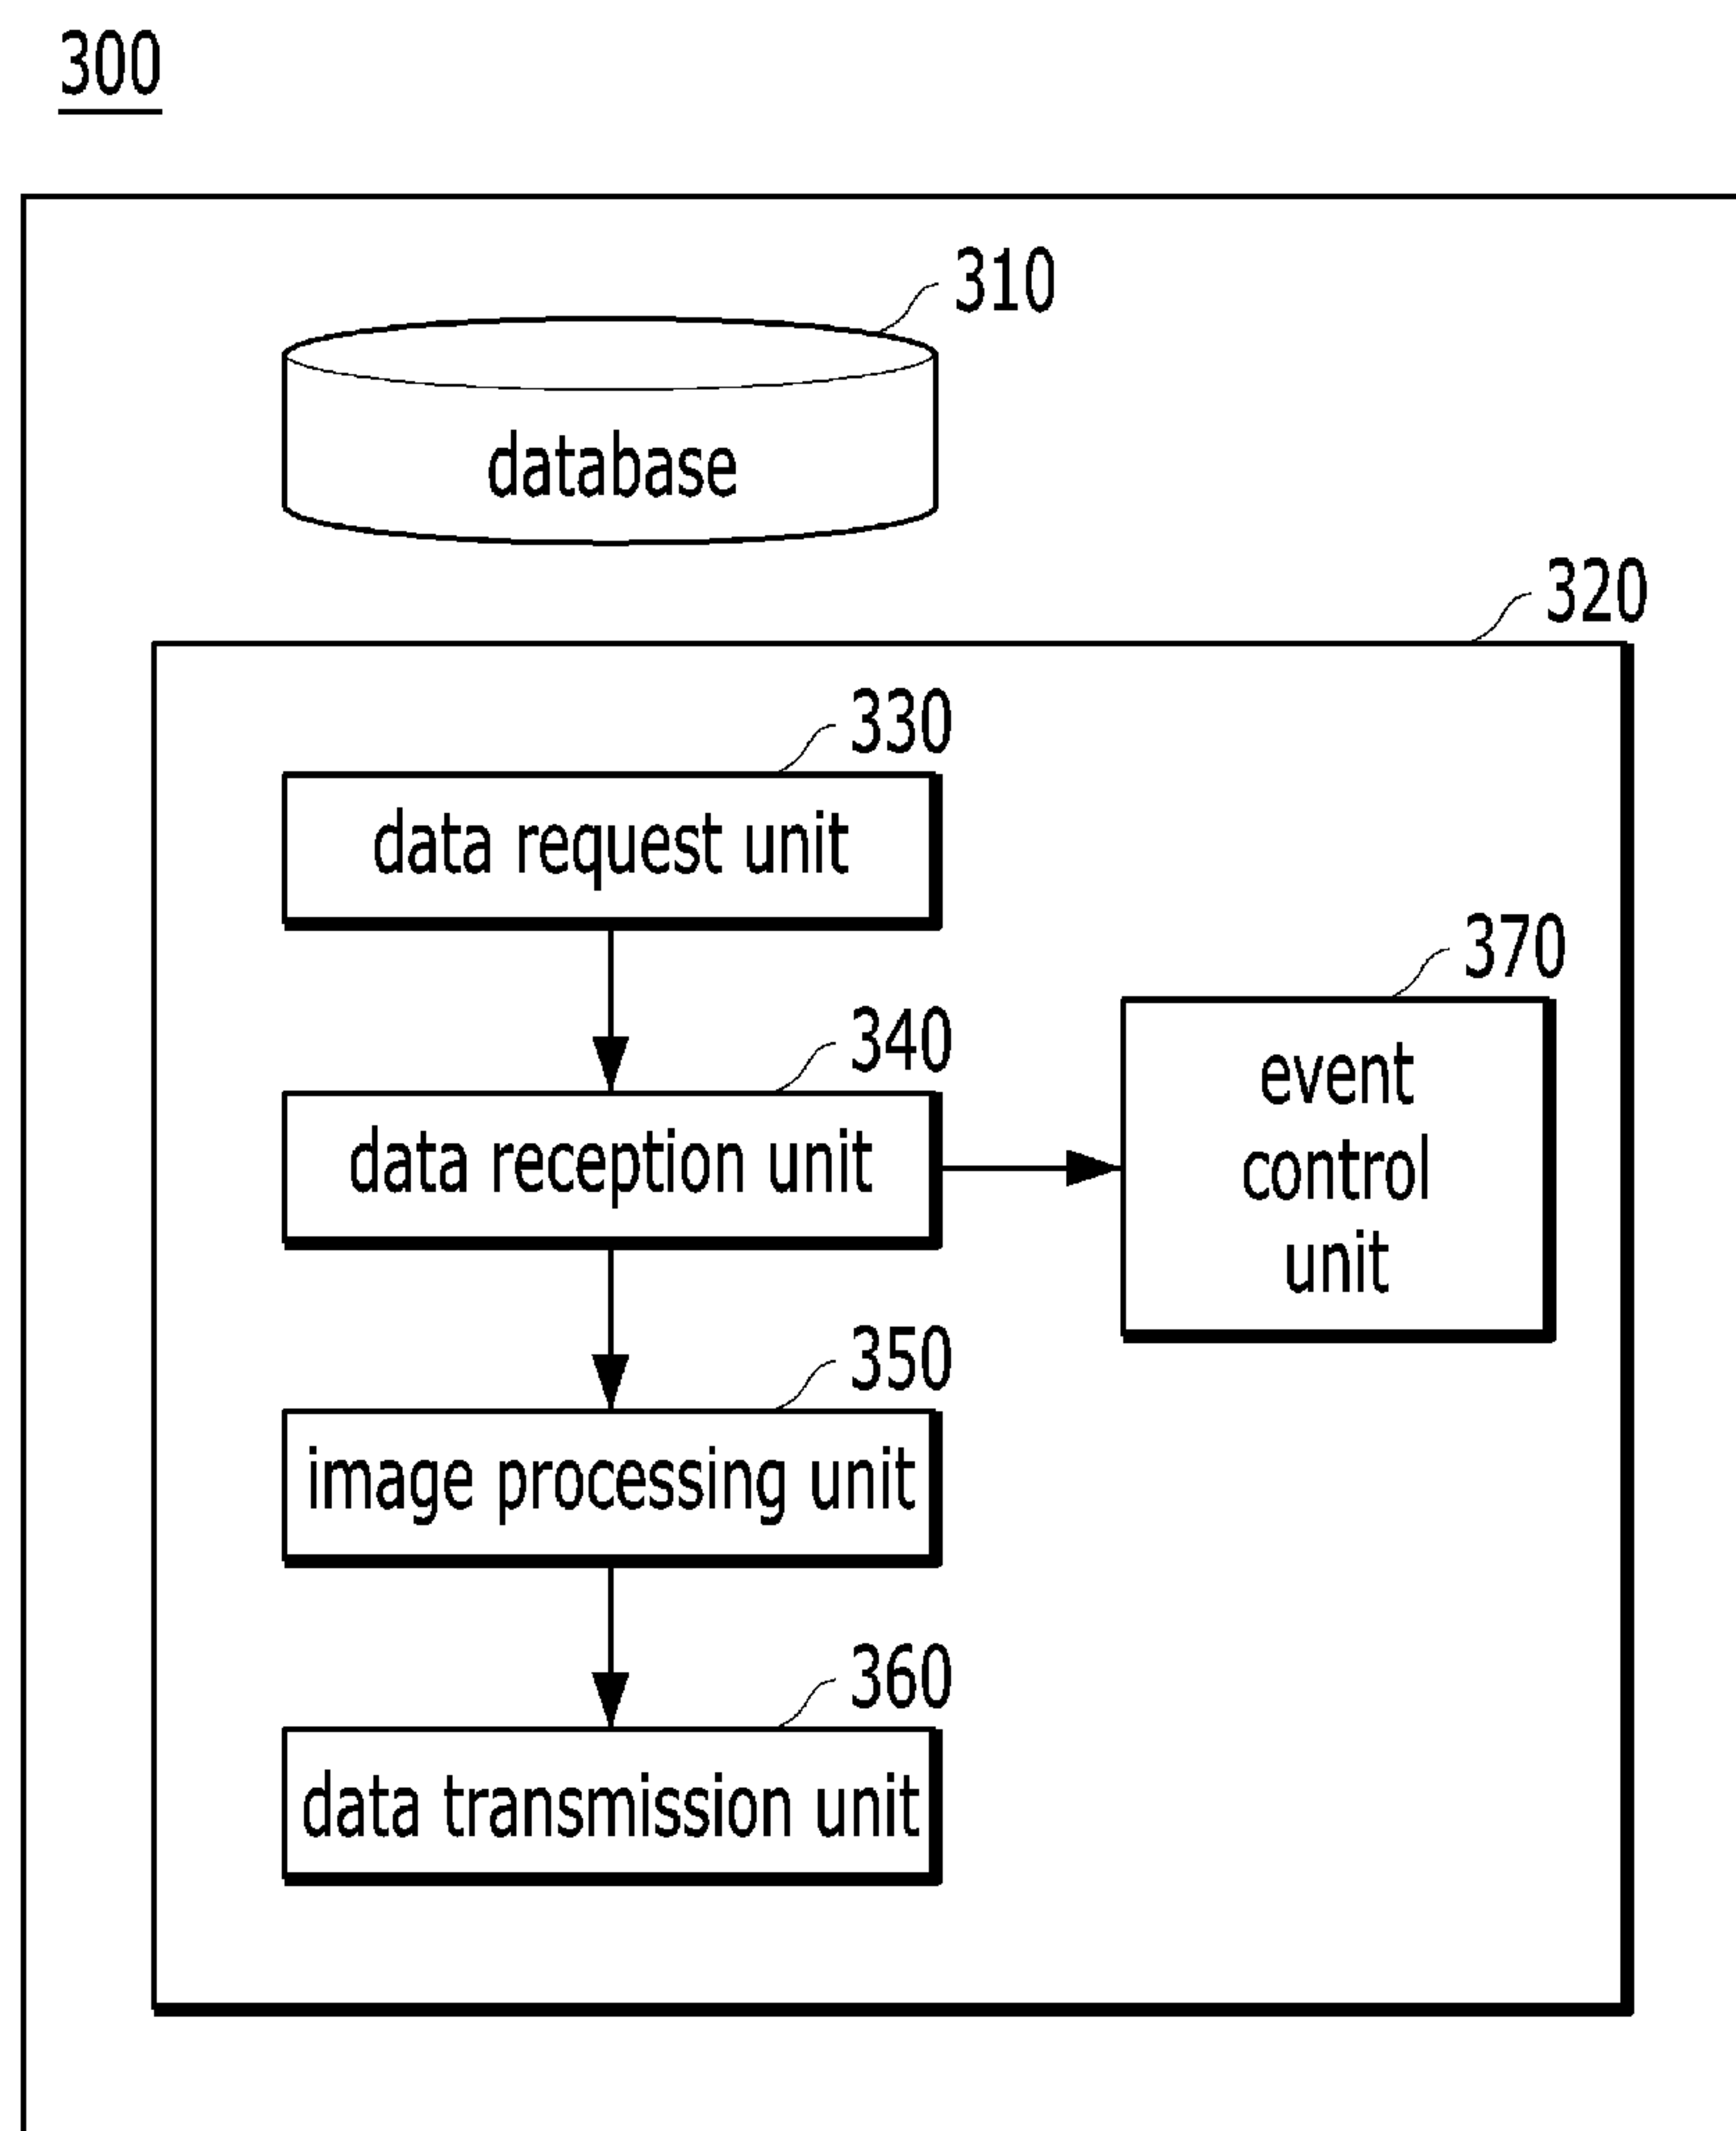 300
310
database
320
330
data request unit
370
340
event
control
unit
data reception unit
350
image processing unit
360
data transmission unit